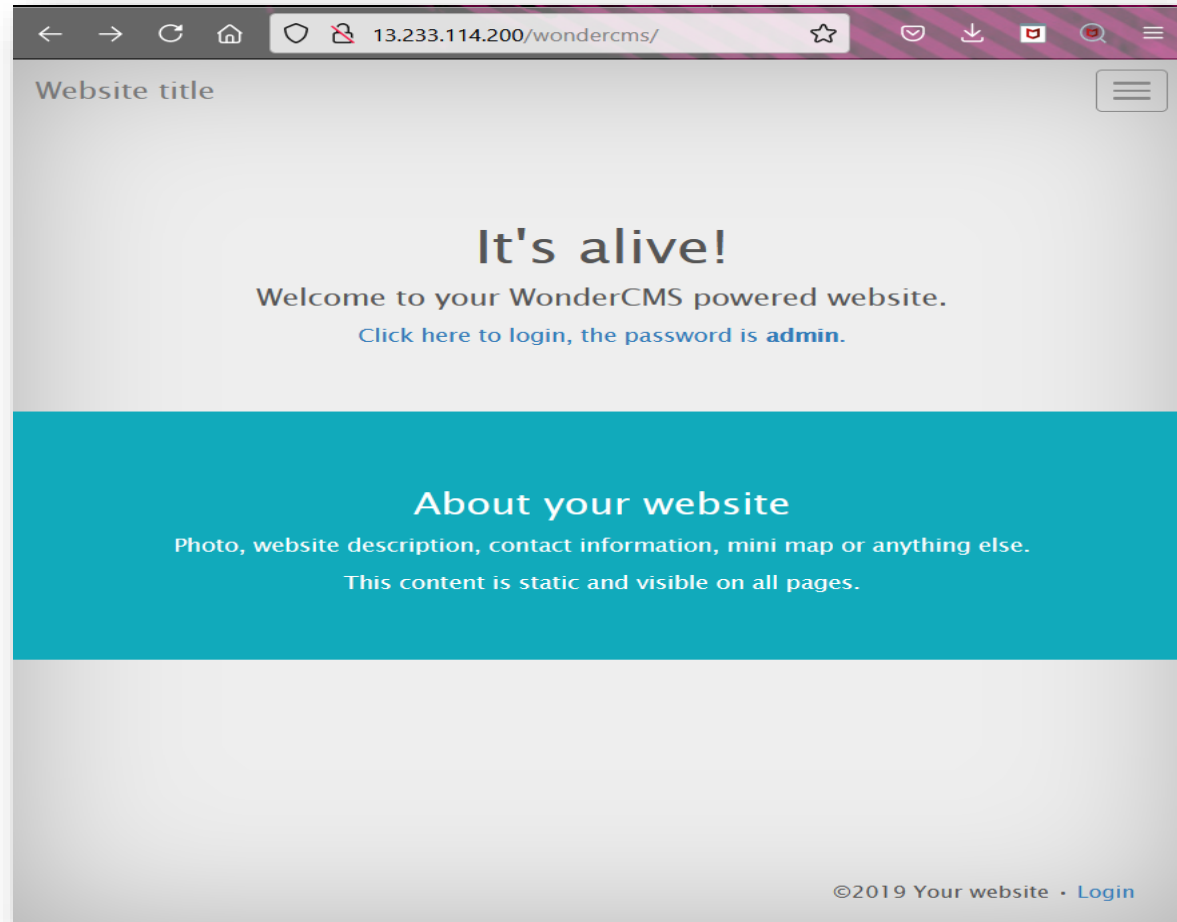 13.233.114.200/wondercms/
Website title
It's alive!
Welcome to your WonderCMS powered website.
Click here to login, the password is admin.
About your website
Photo, website description, contact information, mini map or anything else.
This content is static and visible on all pages.
©2019 Your website · Login